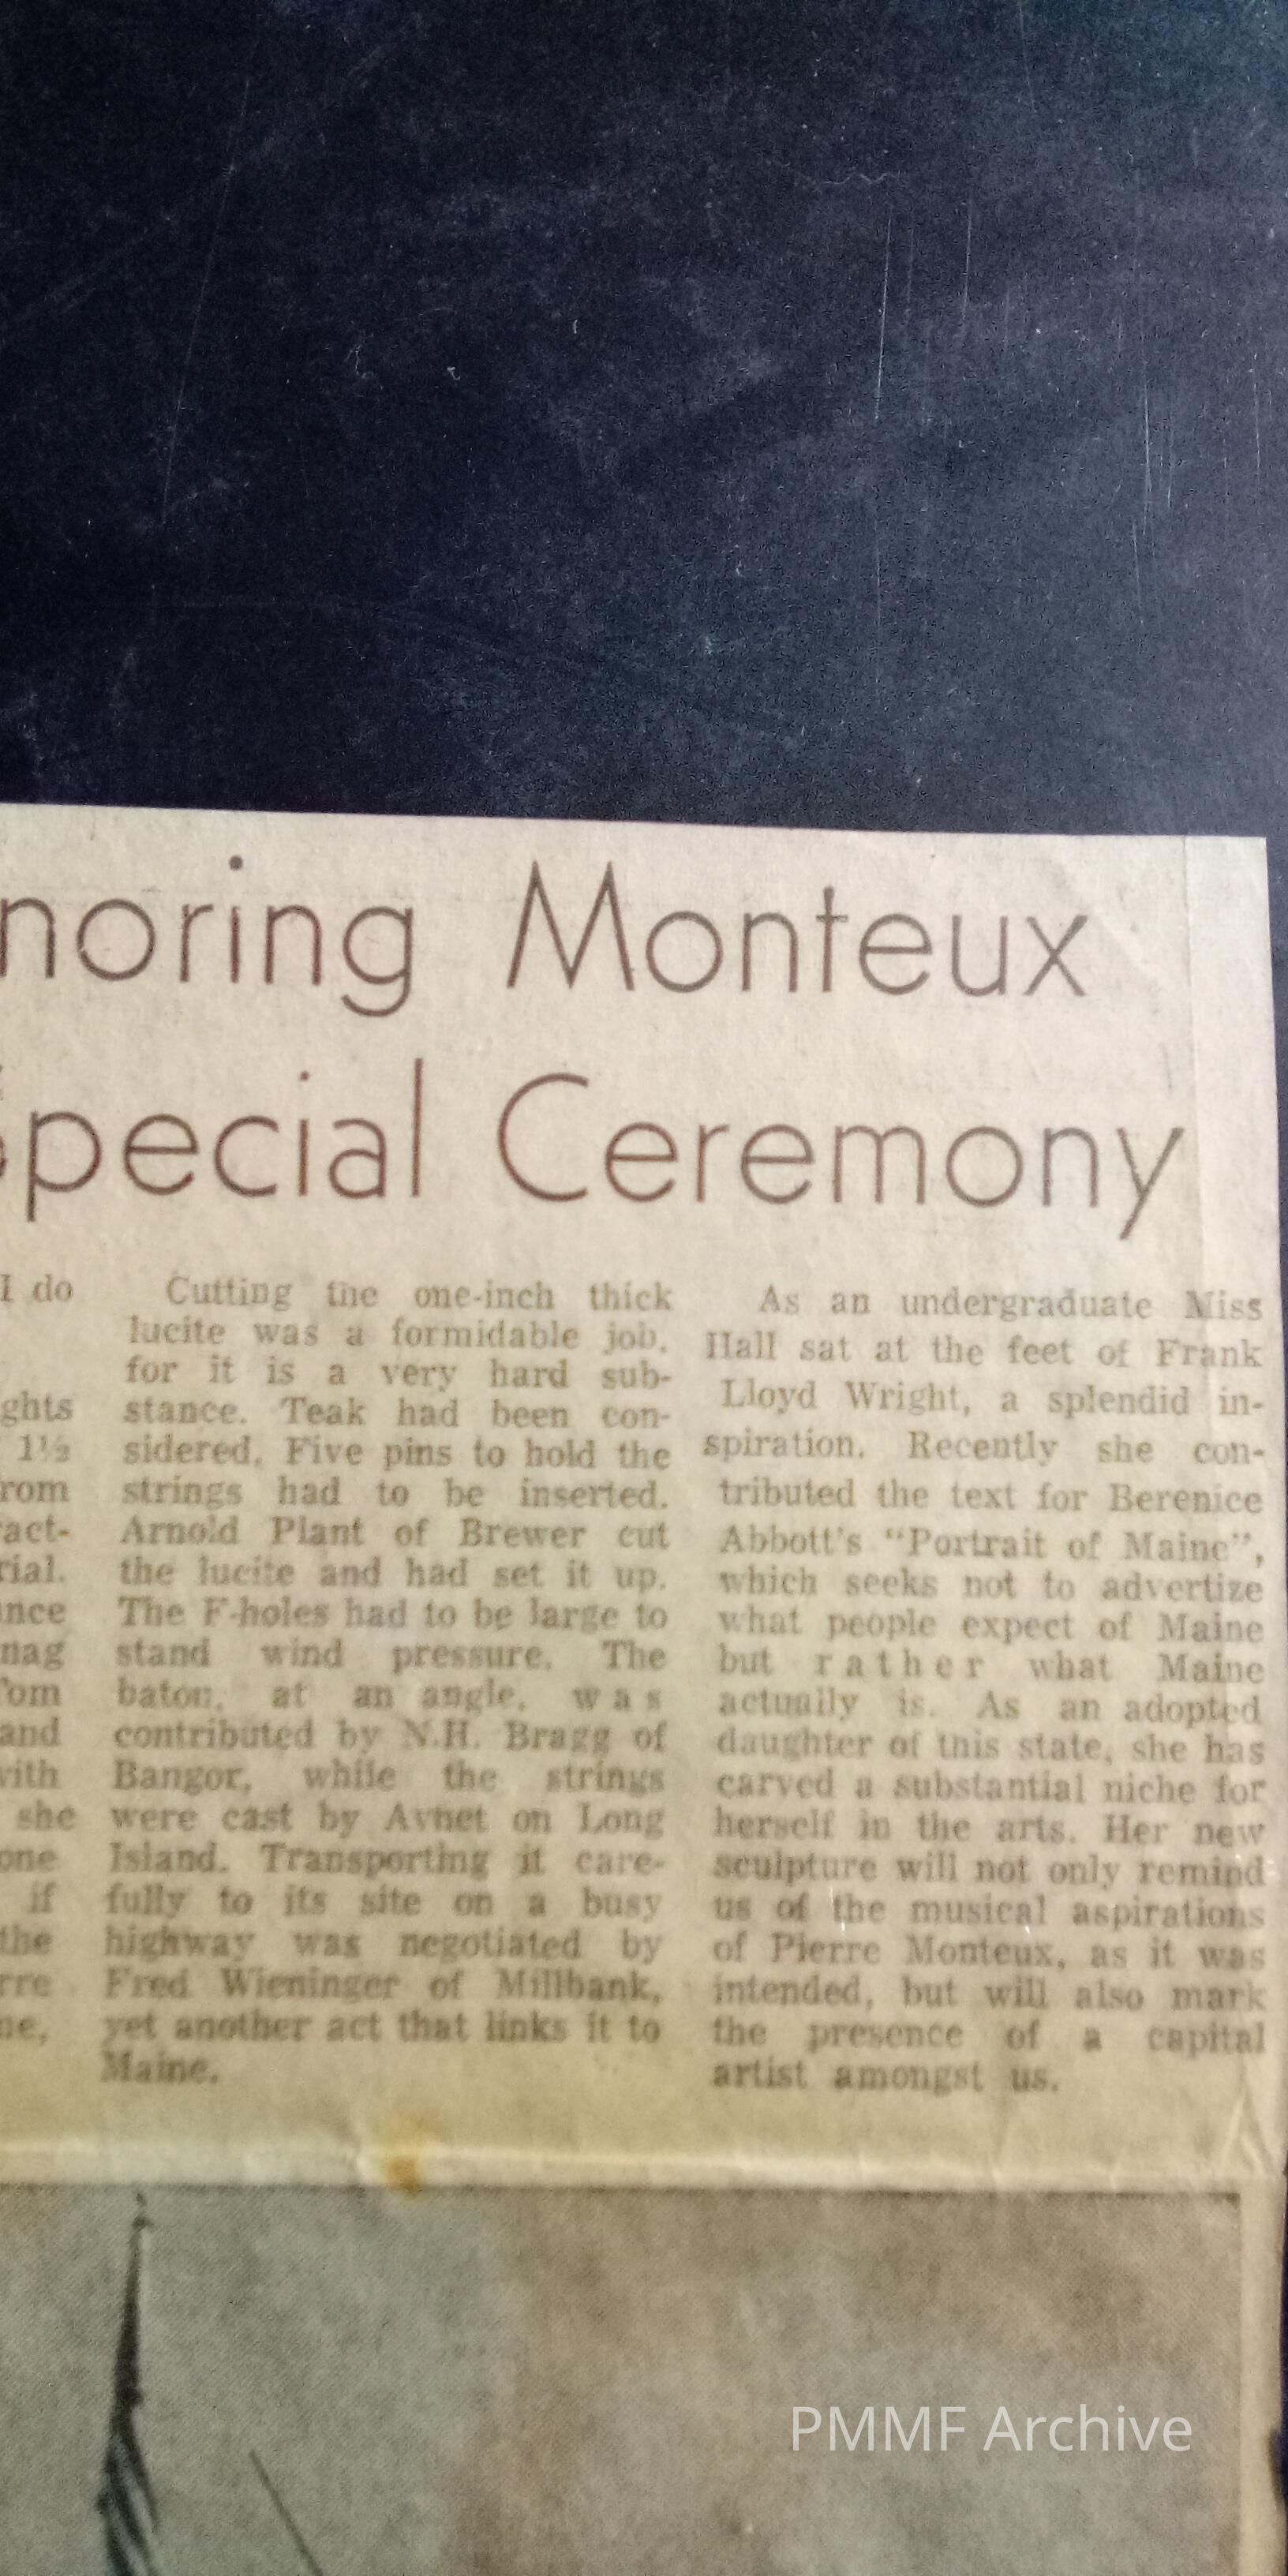 noring Monteux
Special Ceremony
I do
ghts
1½
rom
act-
rial.
nce
nag
Tom
and
with
she
one
if
the
rre
ne,
Cutting the one-inch thick
lucite was a formidable job,
for it is a very hard sub-
stance. Teak had been con-
sidered. Five pins to hold the
strings had to be inserted.
Arnold Plant of Brewer cut
the lucite and had set it up.
The F-holes had to be large to
stand wind pressure. The
baton, at an angle, was
contributed by N.H. Bragg of
Bangor, while the strings
were cast by Avnet on Long
Island. Transporting it care-
fully to its site on a busy
highway was negotiated by
Fred Wieninger of Millbank,
yet another act that links it to
Maine.
As an undergraduate Miss
Hall sat at the feet of Frank
Lloyd Wright, a splendid in-
spiration. Recently she con-
tributed the text for Berenice
Abbott's "Portrait of Maine",
which seeks not to advertize
what people expect of Maine
but rather what Maine
actually is. As an adopted
daughter of this state, she has
carved a substantial niche for
herself in the arts. Her new
sculpture will not only remind
us of the musical aspirations
of Pierre Monteux, as it was
intended, but will also mark
the presence of a capital
artist amongst us.
PMMF Archive